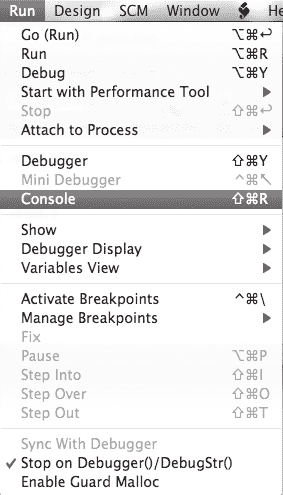 Run Design SCM Window He
Go (Run) ⌥⌘↩
Run ⌥⌘R
Debug ⌥⌘Y
Start with Performance Tool ▶
Stop ⇧⌘↩
Attach to Process ▶
Debugger ⇧⌘Y
Mini Debugger ^⌘↖
Console ⇧⌘R
Show ▶
Debugger Display ▶
Variables View ▶
Activate Breakpoints ^⌘\
Manage Breakpoints ▶
Fix
Pause ⌥⌘P
Step Into ⇧⌘I
Step Over ⇧⌘O
Step Out ⇧⌘T
Sync With Debugger
✓ Stop on Debugger()/DebugStr()
Enable Guard Malloc